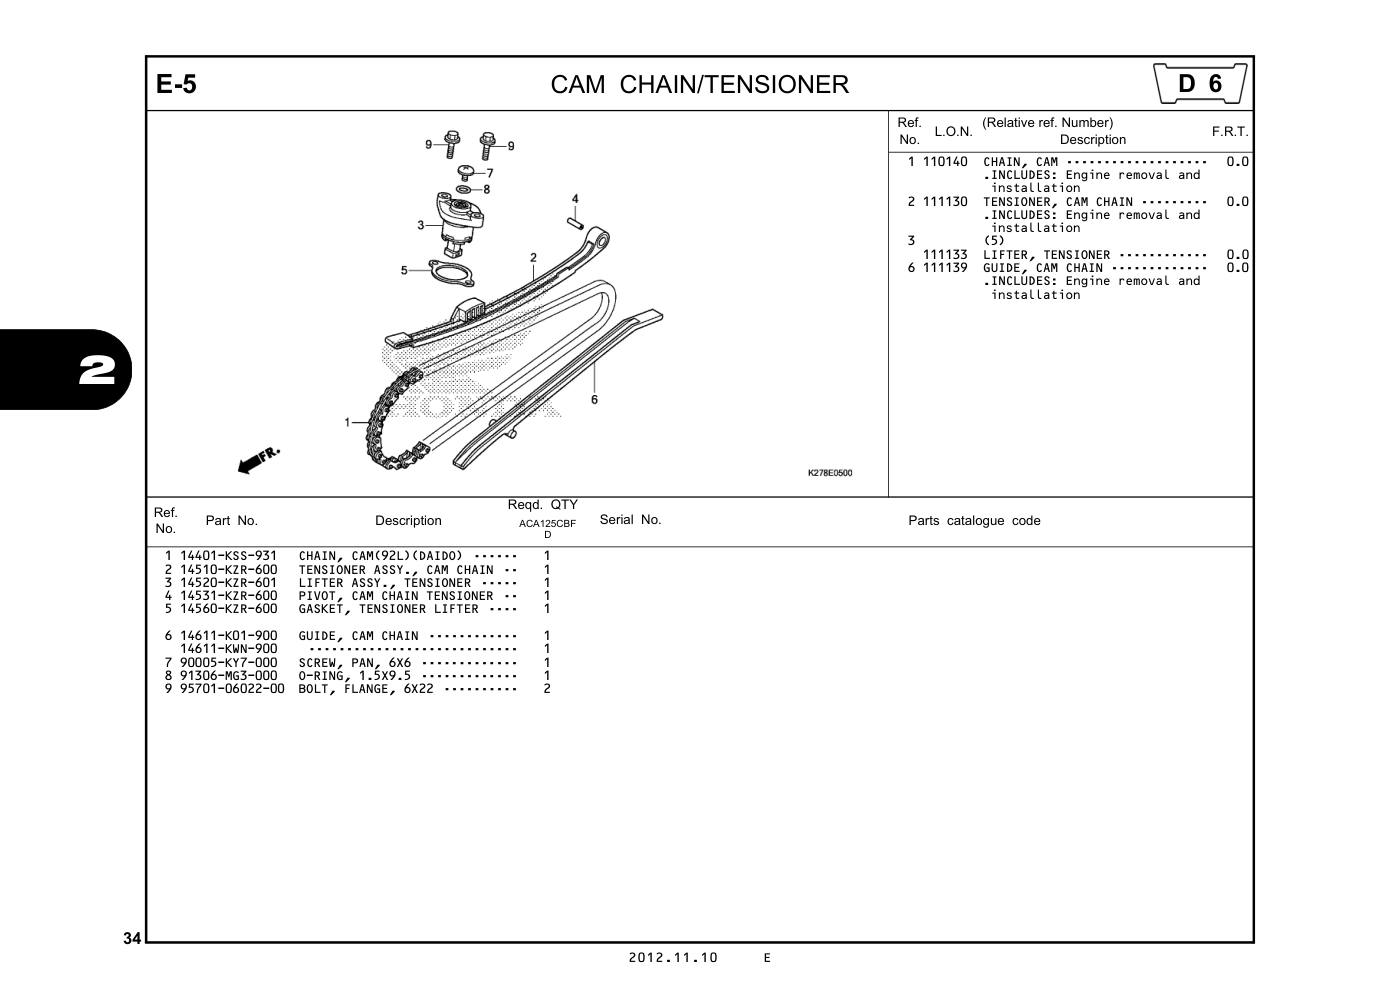 E-5
CAM CHAIN/TENSIONER
D 6
9
9
7
8
4
3
2
5
6
1
FR.
K278E0500
HONDA
Ref. No. L.O.N. (Relative ref. Number) Description F.R.T.
1 110140 CHAIN, CAM ------------------- 0.0
.INCLUDES: Engine removal and
installation
2 111130 TENSIONER, CAM CHAIN --------- 0.0
.INCLUDES: Engine removal and
installation
3 (5)
111133 LIFTER, TENSIONER ------------ 0.0
6 111139 GUIDE, CAM CHAIN ------------- 0.0
.INCLUDES: Engine removal and
installation
2
Ref. No. Part No. Description Reqd. QTY ACA125CBF D Serial No. Parts catalogue code
1 14401-KSS-931 CHAIN, CAM(92L)(DAIDO) ------ 1
2 14510-KZR-600 TENSIONER ASSY., CAM CHAIN -- 1
3 14520-KZR-601 LIFTER ASSY., TENSIONER ----- 1
4 14531-KZR-600 PIVOT, CAM CHAIN TENSIONER -- 1
5 14560-KZR-600 GASKET, TENSIONER LIFTER ---- 1
6 14611-K01-900 GUIDE, CAM CHAIN ------------ 1
14611-KWN-900 ---------------------------- 1
7 90005-KY7-000 SCREW, PAN, 6X6 ------------- 1
8 91306-MG3-000 O-RING, 1.5X9.5 ------------- 1
9 95701-06022-00 BOLT, FLANGE, 6X22 ---------- 2
34
2012.11.10 E